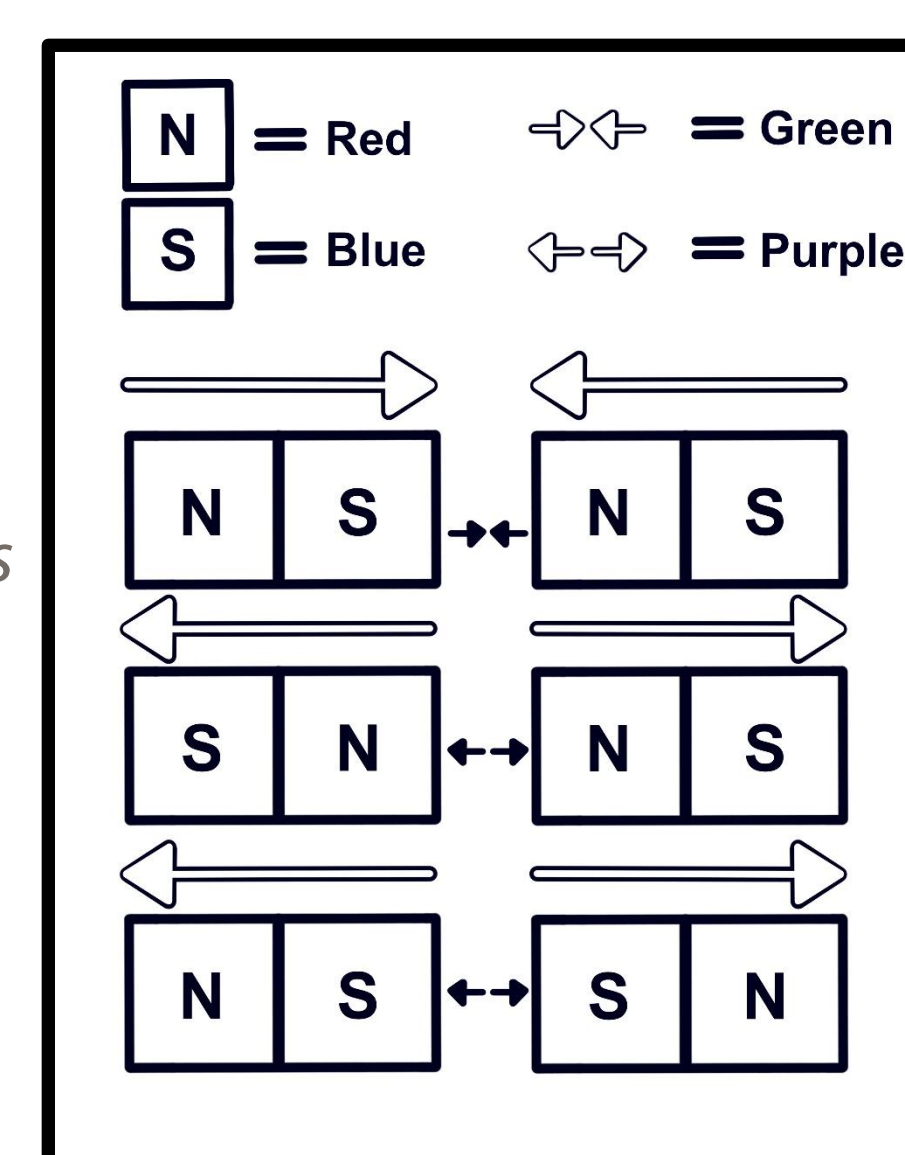 N = Red = Green
S = Blue = Purple
N S N S
s
S N N S
N S S N